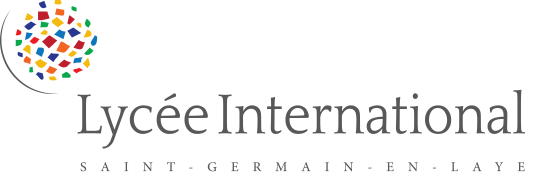 Lycée International
SAINT-GERMAIN-EN-LAYE